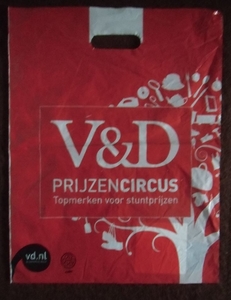 V&D
PRIJZENCIRCUS
Topmerken voor stuntprijzen
vd.nl